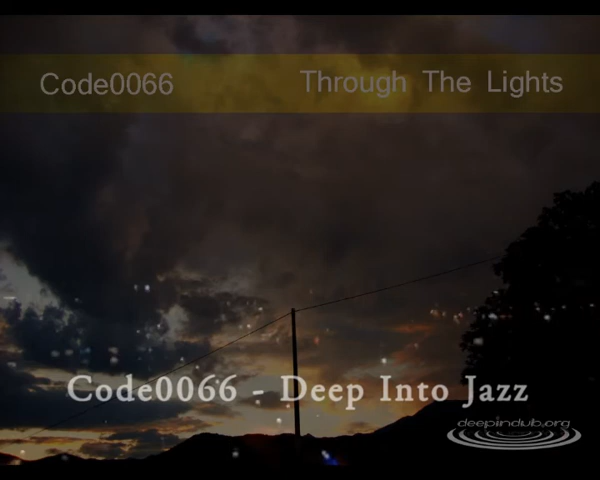 Code0066 Through The Lights
Code0066 - Deep Into Jazz
deepindub.org